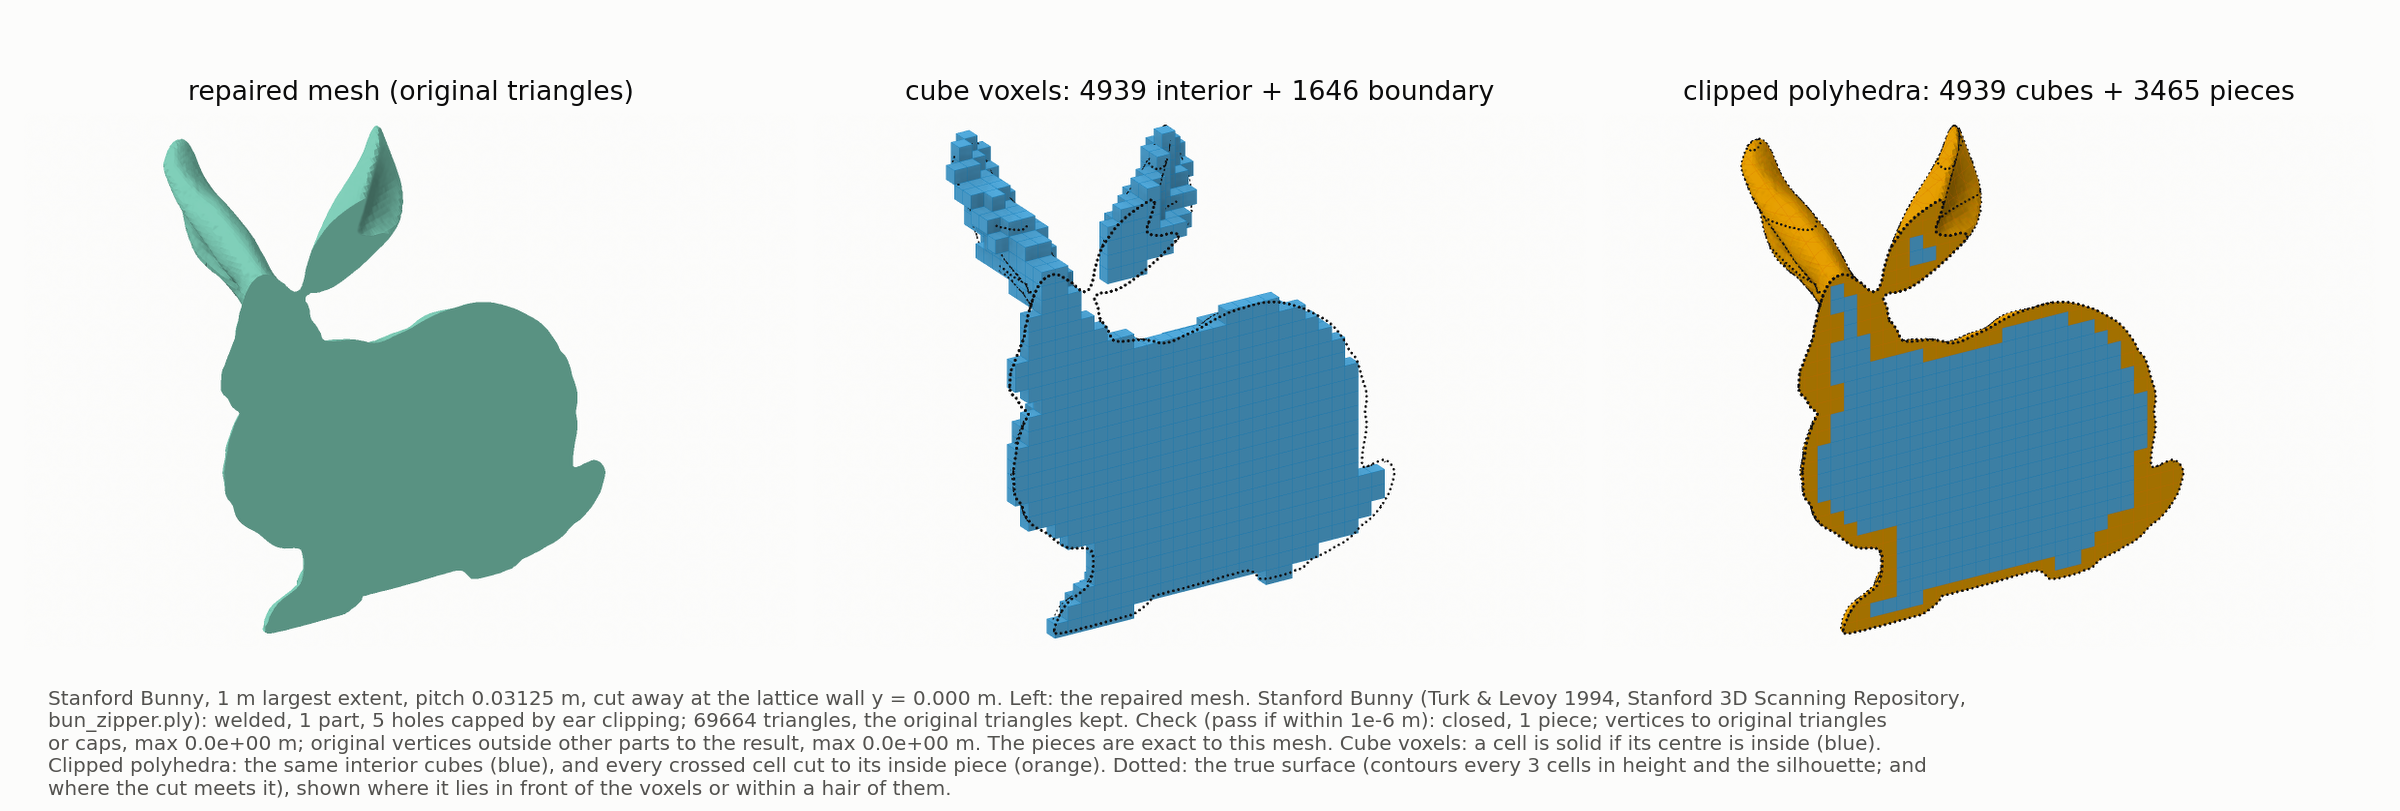 repaired mesh (original triangles)
cube voxels: 4939 interior + 1646 boundary
clipped polyhedra: 4939 cubes + 3465 pieces
Stanford Bunny, 1 m largest extent, pitch 0.03125 m, cut away at the lattice wall y = 0.000 m. Left: the repaired mesh. Stanford Bunny (Turk & Levoy 1994, Stanford 3D Scanning Repository,
bun_zipper.ply): welded, 1 part, 5 holes capped by ear clipping; 69664 triangles, the original triangles kept. Check (pass if within 1e-6 m): closed, 1 piece; vertices to original triangles
or caps, max 0.0e+00 m; original vertices outside other parts to the result, max 0.0e+00 m. The pieces are exact to this mesh. Cube voxels: a cell is solid if its centre is inside (blue).
Clipped polyhedra: the same interior cubes (blue), and every crossed cell cut to its inside piece (orange). Dotted: the true surface (contours every 3 cells in height and the silhouette; and
where the cut meets it), shown where it lies in front of the voxels or within a hair of them.